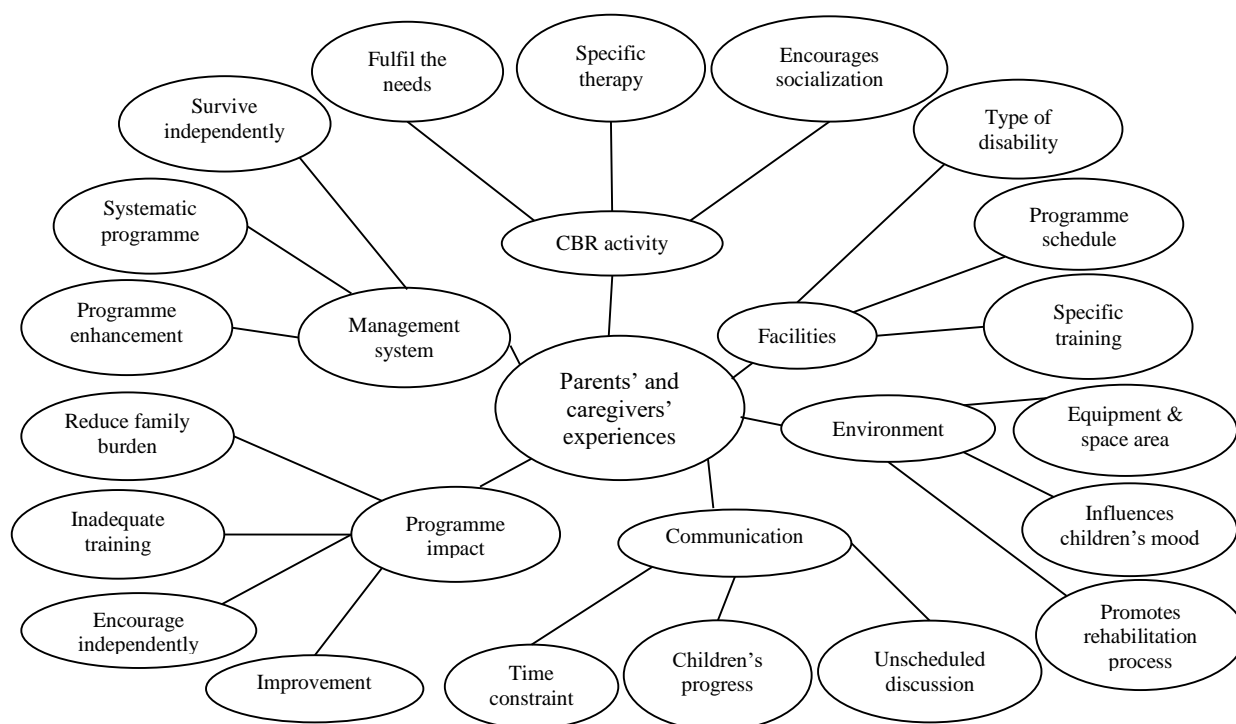 Fulfil the
needs
Specific
therapy
Encourages
socialization
Survive
independently
Type of
disability
Systematic
programme
CBR activity
Programme
schedule
Programme
enhancement
Management
system
Facilities
Specific
training
Parents’ and
caregivers’
experiences
Reduce family
burden
Environment
Equipment &
space area
Inadequate
training
Programme
impact
Communication
Influences
children’s mood
Encourage
independently
Improvement
Time
constraint
Children’s
progress
Unscheduled
discussion
Promotes
rehabilitation
process